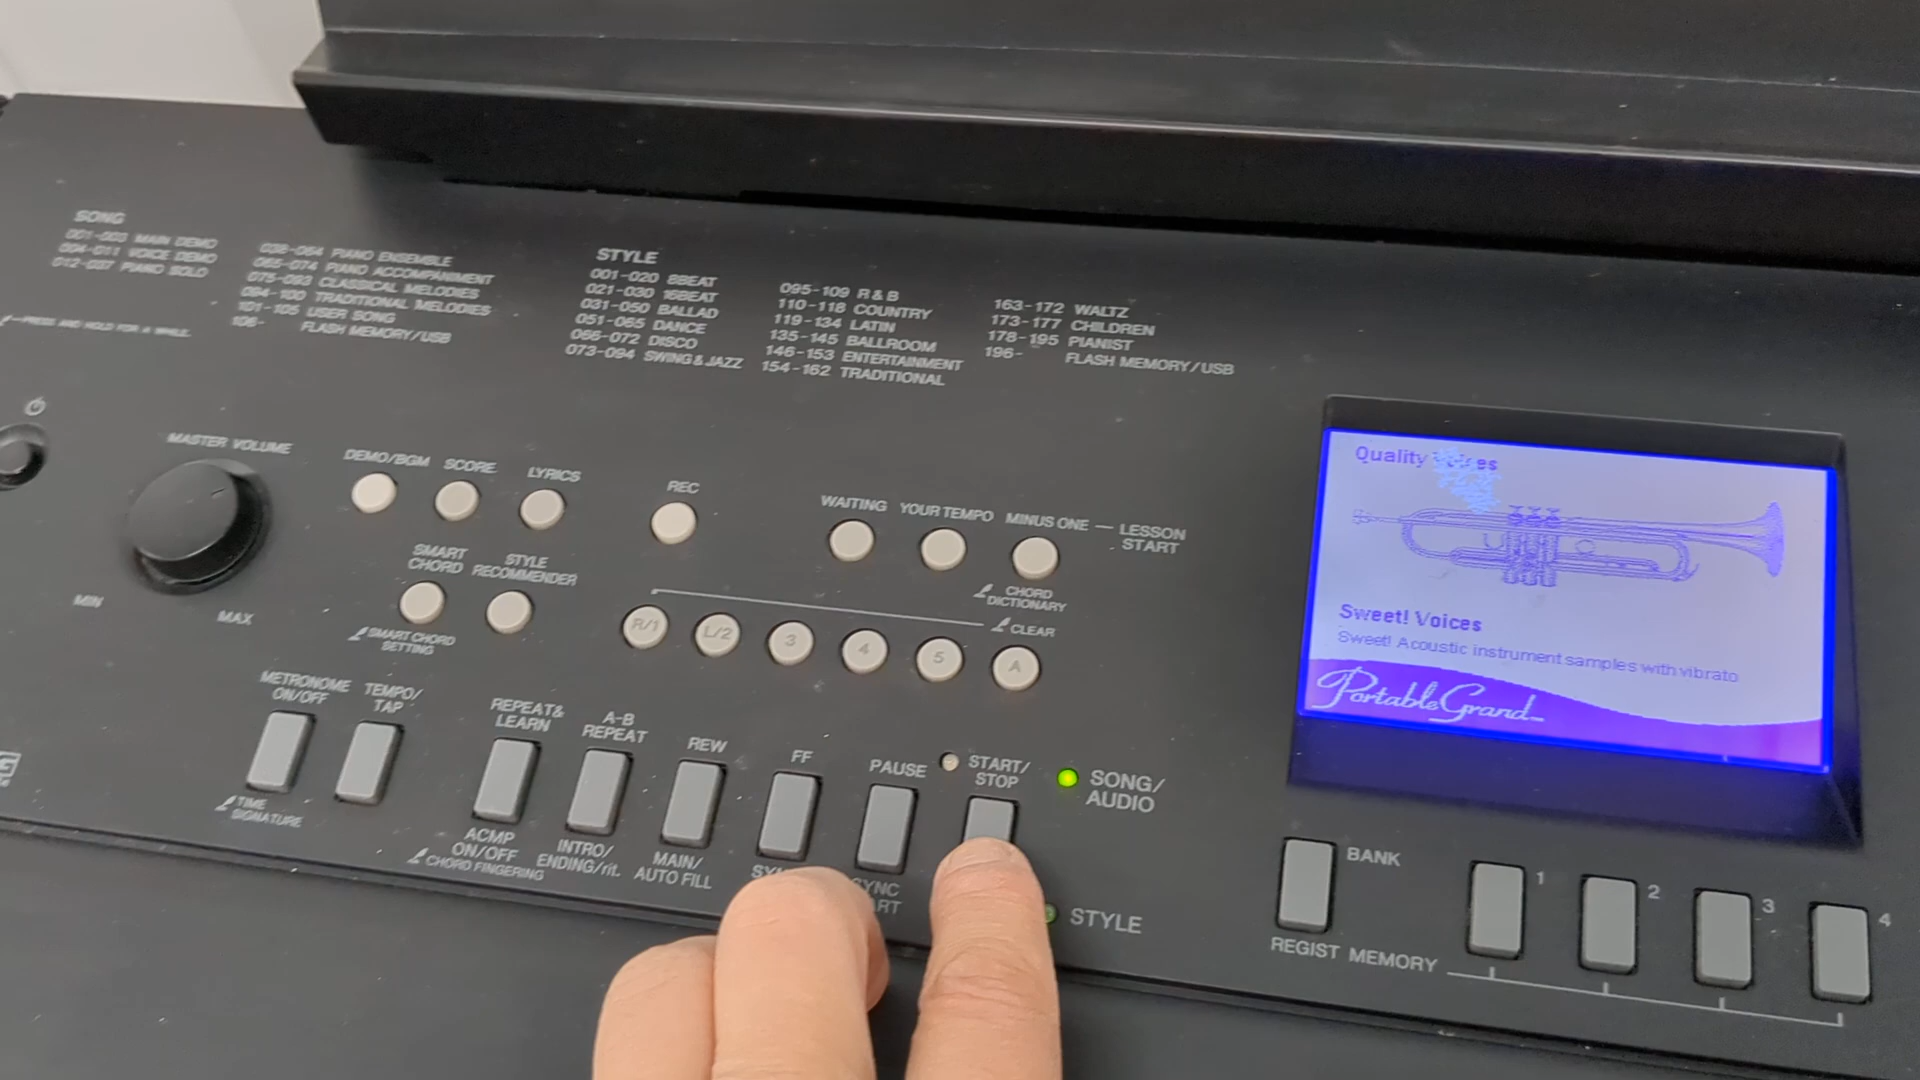 SONG
001-003 MAIN DEMO
004-011 VOICE DEMO
012-037 PIANO SOLO
038-064 PIANO ENSEMBLE
065-074 PIANO ACCOMPANIMENT
075-093 CLASSICAL MELODIES
094-100 TRADITIONAL MELODIES
101-105 USER SONG
106- FLASH MEMORY/USB
—PRESS AND HOLD FOR A WHILE.
STYLE
001-020 8BEAT
021-030 16BEAT
031-050 BALLAD
051-065 DANCE
066-072 DISCO
073-094 SWING&JAZZ
095-109 R&B
110-118 COUNTRY
119-134 LATIN
135-145 BALLROOM
146-153 ENTERTAINMENT
154-162 TRADITIONAL
163-172 WALTZ
173-177 CHILDREN
178-195 PIANIST
196- FLASH MEMORY/USB
MASTER VOLUME
MIN
MAX
DEMO/BGM
SCORE
LYRICS
REC
WAITING
YOUR TEMPO
MINUS ONE
LESSON
START
SMART
CHORD
STYLE
RECOMMENDER
CHORD
DICTIONARY
SMART CHORD
SETTING
CLEAR
R/1
L/2
3
4
5
A
METRONOME
ON/OFF
TEMPO/
TAP
REPEAT&
LEARN
A-B
REPEAT
REW
FF
PAUSE
START/
STOP
SONG/
AUDIO
TIME
SIGNATURE
ACMP
ON/OFF
CHORD FINGERING
INTRO/
ENDING/rit.
MAIN/
AUTO FILL
SYNC
STYLE
Quality Voices
Sweet! Voices
Sweet! Acoustic instrument samples with vibrato
PortableGrand
BANK
1
2
3
4
REGIST MEMORY